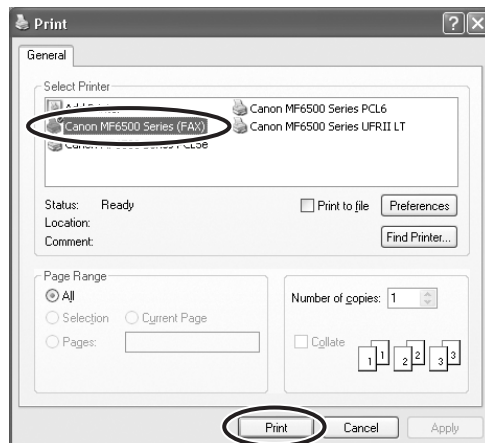 Print
General
Select Printer
Canon MF6500 Series PCL6
Canon MF6500 Series (FAX)
Canon MF6500 Series UFRII LT
Status: Ready
Print to file
Preferences
Location:
Comment:
Find Printer...
Page Range
All
Number of copies: 1
Selection
Current Page
Pages:
Collate
1 1 2 2 3 3
Print
Cancel
Apply